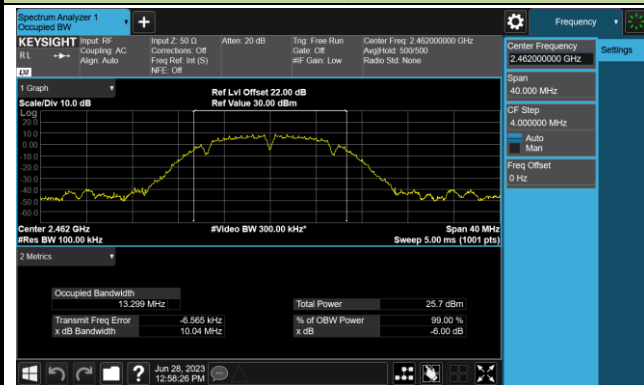 Spectrum Analyzer 1
Occupied BW
+
Frequency
KEYSIGHT
RL
LXI
Input: RF
Coupling: AC
Align: Auto
Input Z: 50 Ω
Corrections: Off
Freq Ref: Int (S)
NFE: Off
Atten: 20 dB
Trig: Free Run
Gate: Off
#IF Gain: Low
Center Freq: 2.462000000 GHz
Avg|Hold: 500/500
Radio Std: None
Center Frequency
2.462000000 GHz
Settings
Span
40.000 MHz
CF Step
4.000000 MHz
Auto
Man
Freq Offset
0 Hz
1 Graph
Scale/Div 10.0 dB
Ref Lvl Offset 22.00 dB
Ref Value 30.00 dBm
Log
20.0
10.0
0.00
-10.0
-20.0
-30.0
-40.0
-50.0
-60.0
Center 2.462 GHz
#Video BW 300.00 kHz*
Span 40 MHz
#Res BW 100.00 kHz
Sweep 5.00 ms (1001 pts)
2 Metrics
Occupied Bandwidth
13.299 MHz
Total Power 25.7 dBm
Transmit Freq Error -6.565 kHz
% of OBW Power 99.00 %
x dB Bandwidth 10.04 MHz
x dB -6.00 dB
?
Jun 28, 2023
12:58:26 PM